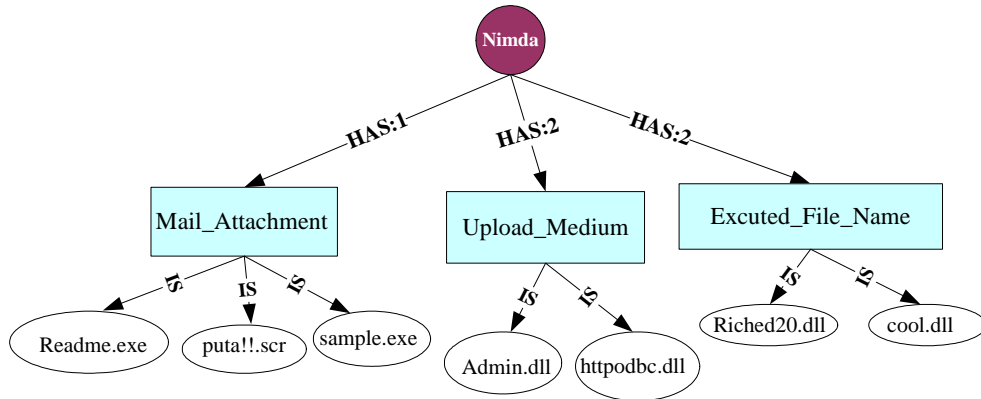 Nimda
HAS:1
HAS:2
HAS:2
Mail_Attachment
Upload_Medium
Excuted_File_Name
IS
IS
IS
IS
IS
IS
IS
Readme.exe
puta!!.scr
sample.exe
Admin.dll
httpodbc.dll
Riched20.dll
cool.dll